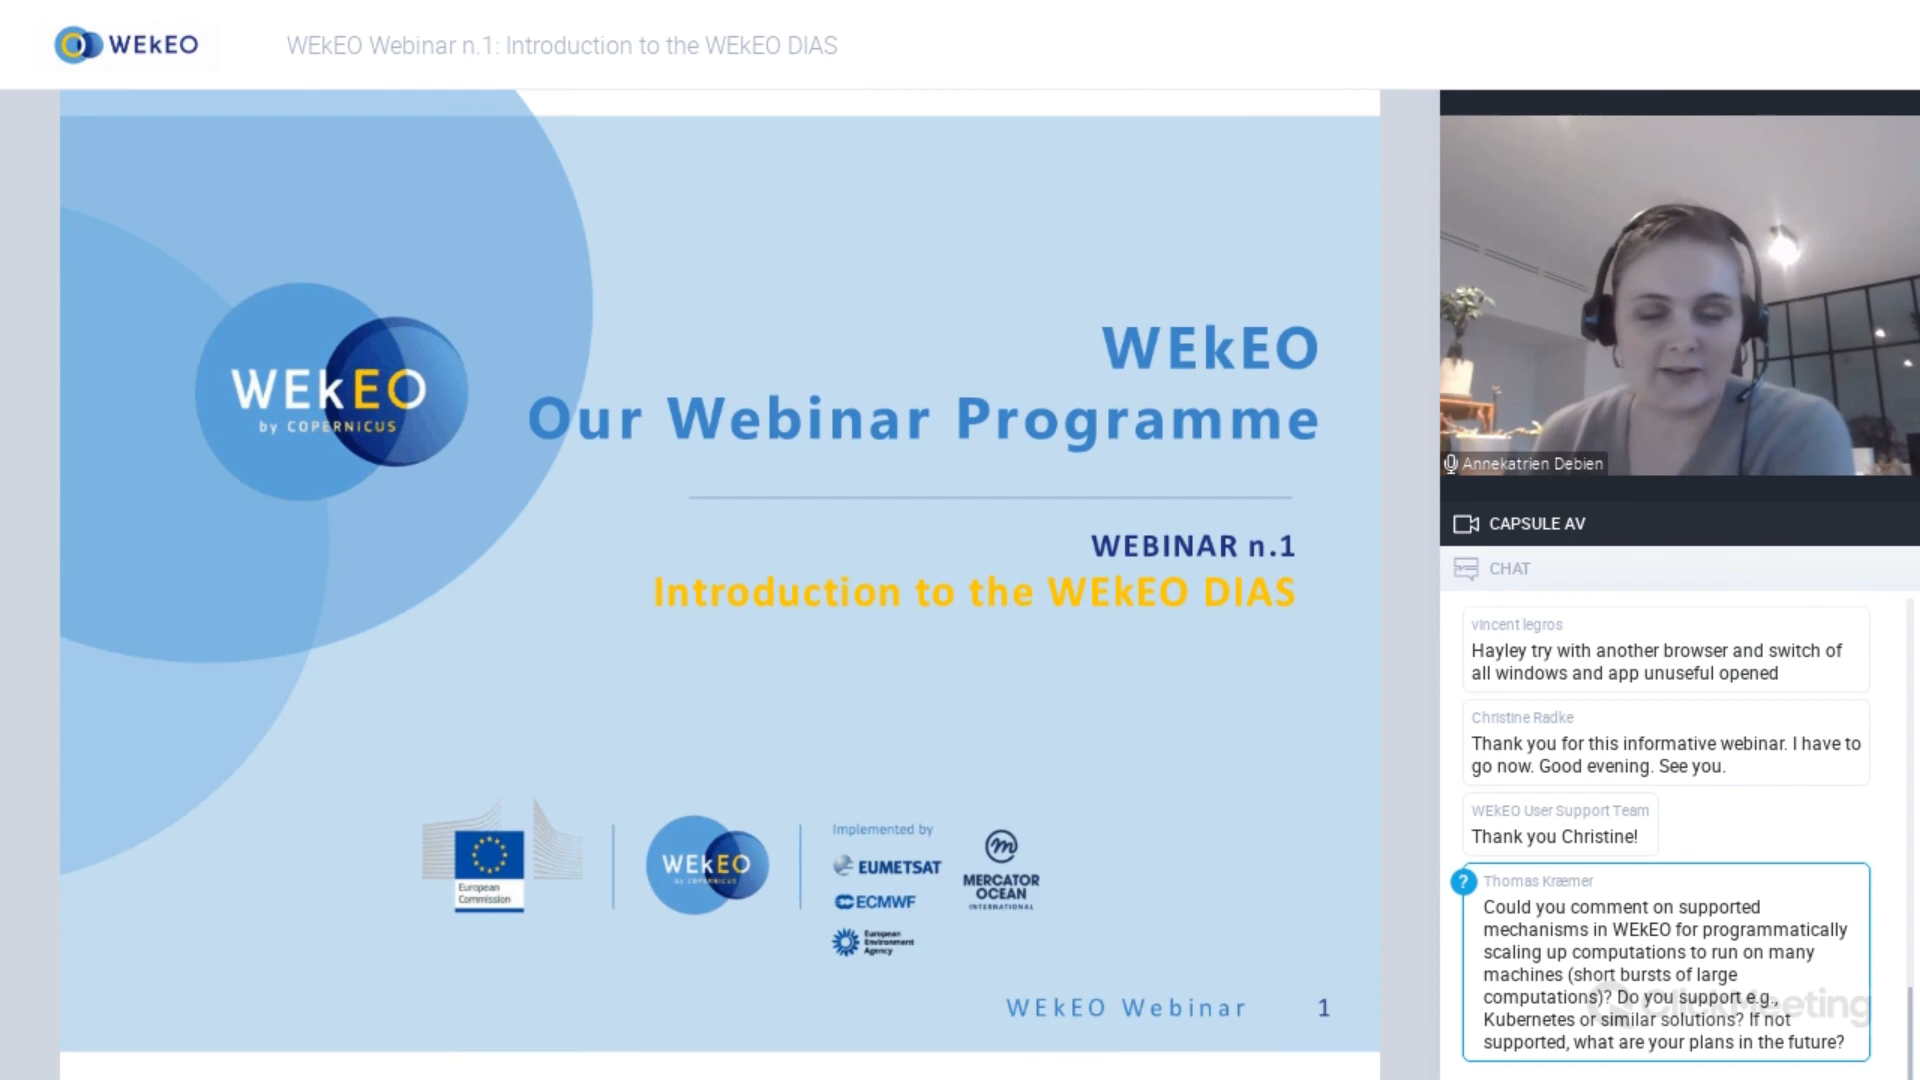 WEkEO
WEkEO Webinar n.1: Introduction to the WEkEO DIAS
WEkEO
by COPERNICUS
WEkEO
Our Webinar Programme
WEBINAR n.1
Introduction to the WEkEO DIAS
European
Commission
WEkEO
by COPERNICUS
Implemented by
EUMETSAT
ECMWF
European
Environment
Agency
MERCATOR
OCEAN
INTERNATIONAL
WEkEO Webinar 1
Annekatrien Debien
CAPSULE AV
CHAT
vincent legros
Hayley try with another browser and switch of
all windows and app unuseful opened
Christine Radke
Thank you for this informative webinar. I have to
go now. Good evening. See you.
WEkEO User Support Team
Thank you Christine!
?
Thomas Kræmer
Could you comment on supported
mechanisms in WEkEO for programmatically
scaling up computations to run on many
machines (short bursts of large
computations)? Do you support e.g.,
Kubernetes or similar solutions? If not
supported, what are your plans in the future?
ClickMeeting